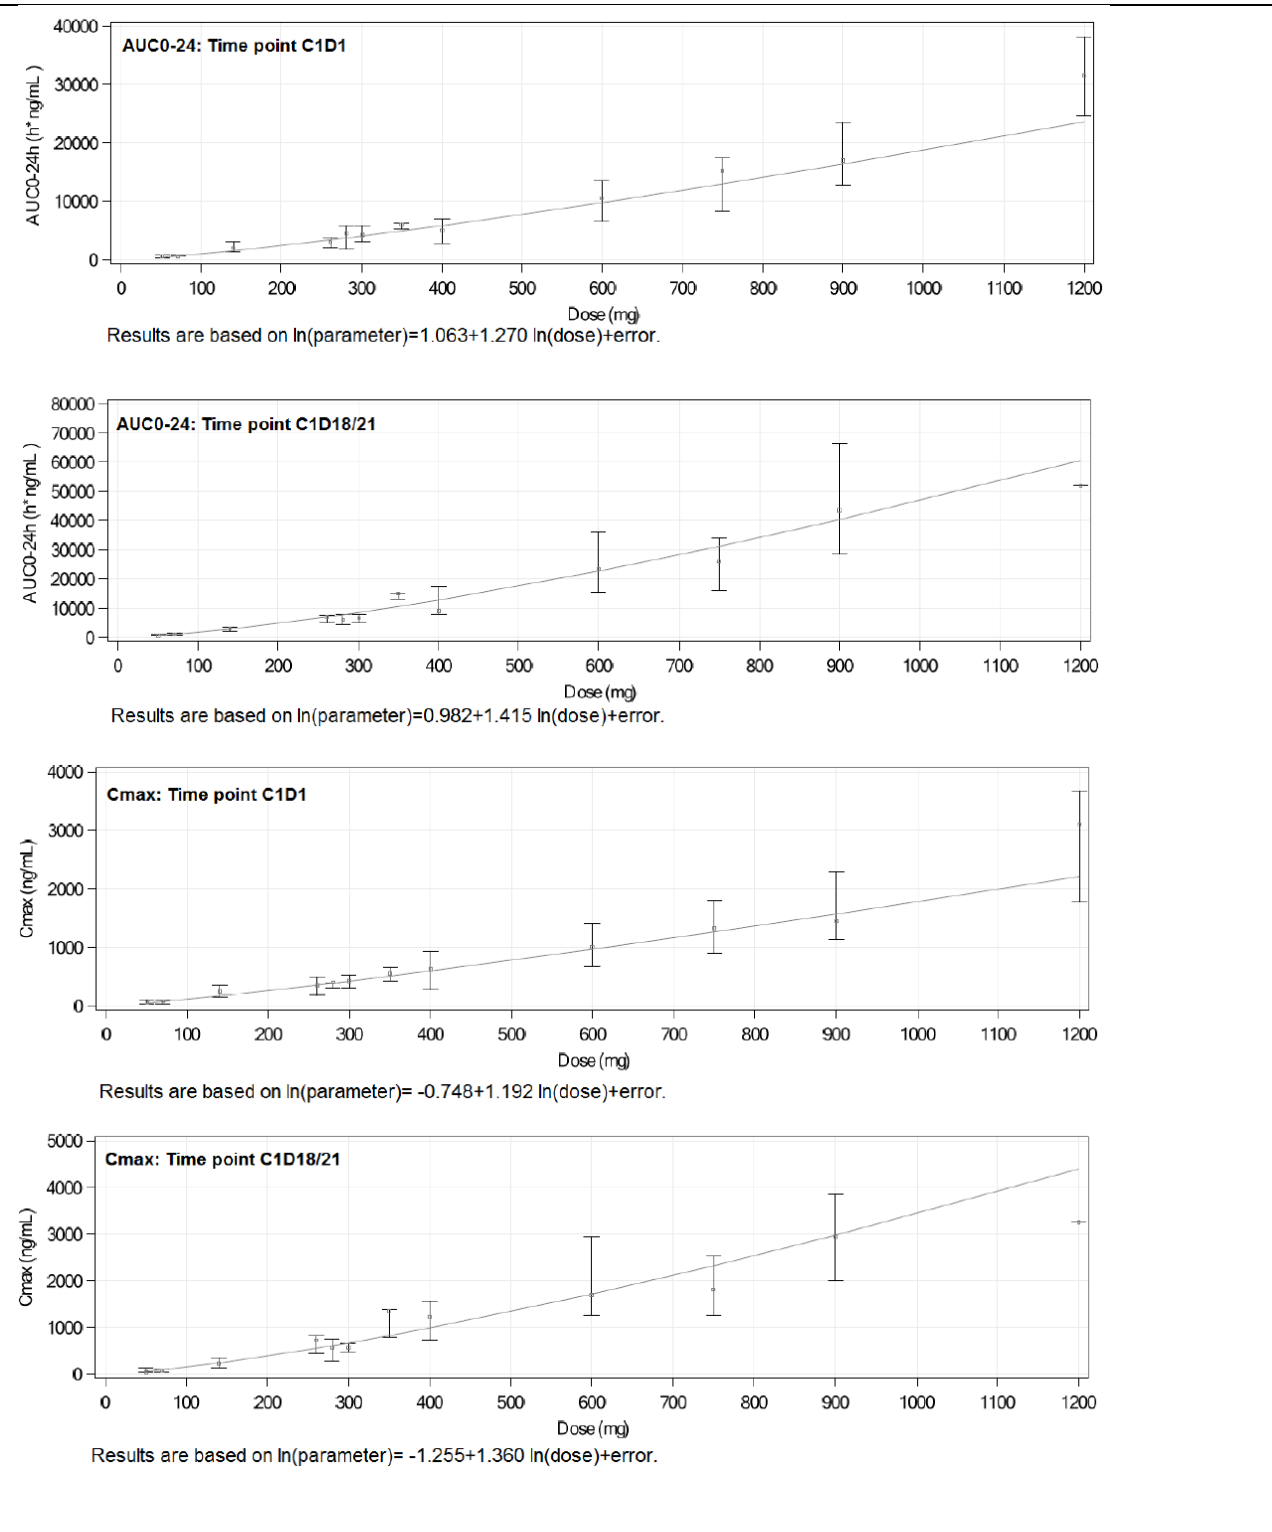 40000
AUC0-24: Time point C1D1
30000
20000
10000
0
AUC0-24h (h*ng/mL)
0 100 200 300 400 500 600 700 800 900 1000 1100 1200
Dose (mg)
Results are based on ln(parameter)=1.063+1.270 ln(dose)+error.
80000
AUC0-24: Time point C1D18/21
70000
60000
50000
40000
30000
20000
10000
0
AUC0-24h (h*ng/mL)
0 100 200 300 400 500 600 700 800 900 1000 1100 1200
Dose (mg)
Results are based on ln(parameter)=0.982+1.415 ln(dose)+error.
4000
Cmax: Time point C1D1
3000
2000
1000
0
Cmax (ng/mL)
0 100 200 300 400 500 600 700 800 900 1000 1100 1200
Dose (mg)
Results are based on ln(parameter)= -0.748+1.192 ln(dose)+error.
5000
Cmax: Time point C1D18/21
4000
3000
2000
1000
0
Cmax (ng/mL)
0 100 200 300 400 500 600 700 800 900 1000 1100 1200
Dose (mg)
Results are based on ln(parameter)= -1.255+1.360 ln(dose)+error.